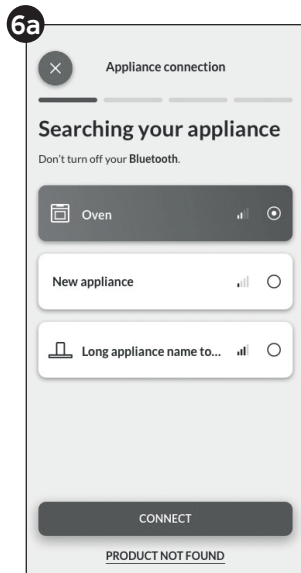 6a
Appliance connection
Searching your appliance
Don't turn off your Bluetooth.
Oven
New appliance
Long appliance name to...
CONNECT
PRODUCT NOT FOUND